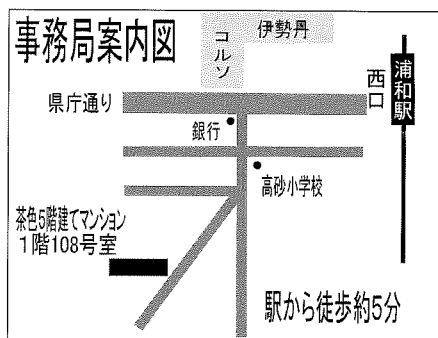 事務局案内図
コルソ
伊勢丹
浦和駅
西口
県庁通り
銀行
高砂小学校
茶色5階建てマンション
1階108号室
駅から徒歩約5分